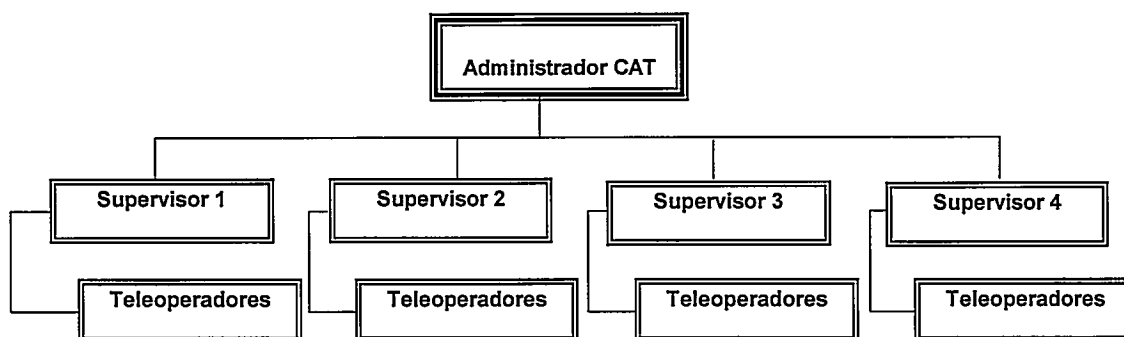 Administrador CAT
Supervisor 1
Supervisor 2
Supervisor 3
Supervisor 4
Teleoperadores
Teleoperadores
Teleoperadores
Teleoperadores